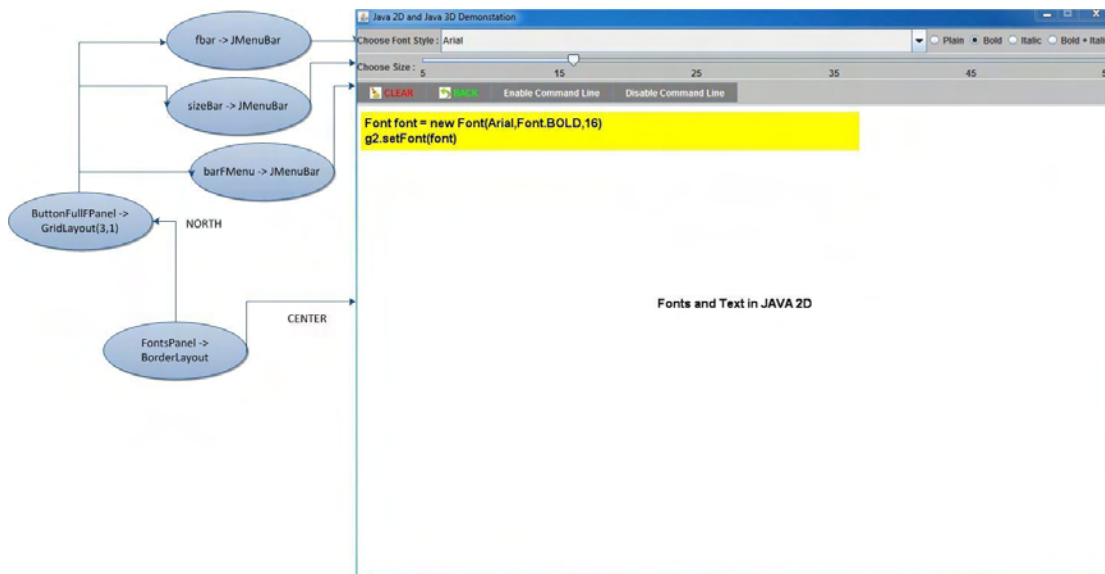 fbar -> JMenuBar
sizeBar -> JMenuBar
barFMenu -> JMenuBar
ButtonFullFPanel ->
GridLayout(3,1)
NORTH
CENTER
FontsPanel ->
BorderLayout
Java 2D and Java 3D Demonstation
Choose Font Style : Arial
Plain Bold Italic Bold + Itali
Choose Size :
5 15 25 35 45 5
CLEAR BACK Enable Command Line Disable Command Line
Font font = new Font(Arial,Font.BOLD,16)
g2.setFont(font)
Fonts and Text in JAVA 2D